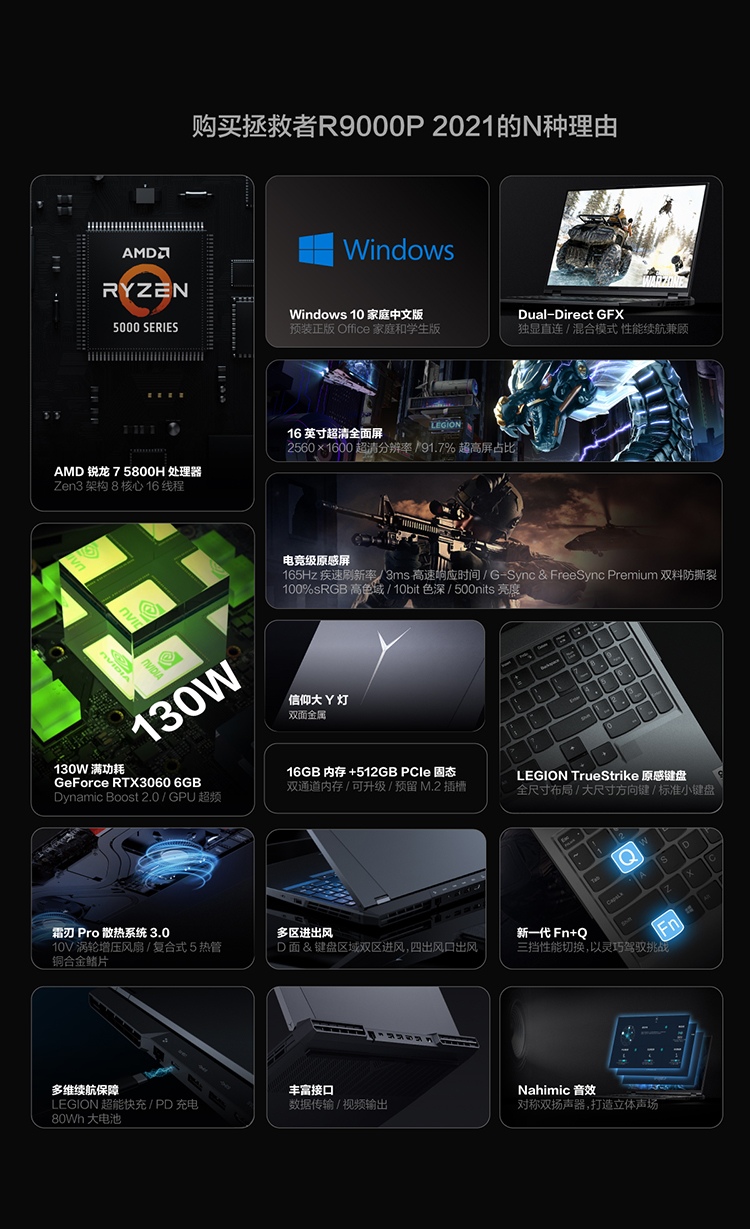 购买拯救者R9000P 2021的N种理由
AMD
RYZEN
5000 SERIES
AMD 锐龙 7 5800H 处理器
Zen3 架构 8 核心 16 线程
Windows
Windows 10 家庭中文版
预装正版 Office 家庭和学生版
WARZONE
Dual-Direct GFX
独显直连 / 混合模式 性能续航兼顾
LEGION
16 英寸超清全面屏
2560×1600 超清分辨率 / 91.7% 超高屏占比
电竞级原感屏
165Hz 疾速刷新率 / 3ms 高速响应时间 / G-Sync & FreeSync Premium 双料防撕裂
100%sRGB 高色域 / 10bit 色深 / 500nits 亮度
NVIDIA
NVIDIA
NVIDIA
130W
130W 满功耗
GeForce RTX3060 6GB
Dynamic Boost 2.0 / GPU 超频
信仰大 Y 灯
双面金属
16GB 内存 +512GB PCIe 固态
双通道内存 / 可升级 / 预留 M.2 插槽
LEGION TrueStrike 原感键盘
全尺寸布局 / 大尺寸方向键 / 标准小键盘
霜刃 Pro 散热系统 3.0
10V 涡轮增压风扇 / 复合式 5 热管
铜合金鳍片
多区进出风
D 面 & 键盘区域双区进风，四出风口出风
Q
Fn
新一代 Fn+Q
三挡性能切换，以灵巧驾驭挑战
多维续航保障
LEGION 超能快充 / PD 充电
80Wh 大电池
丰富接口
数据传输 / 视频输出
Nahimic 音效
对称双扬声器，打造立体声场